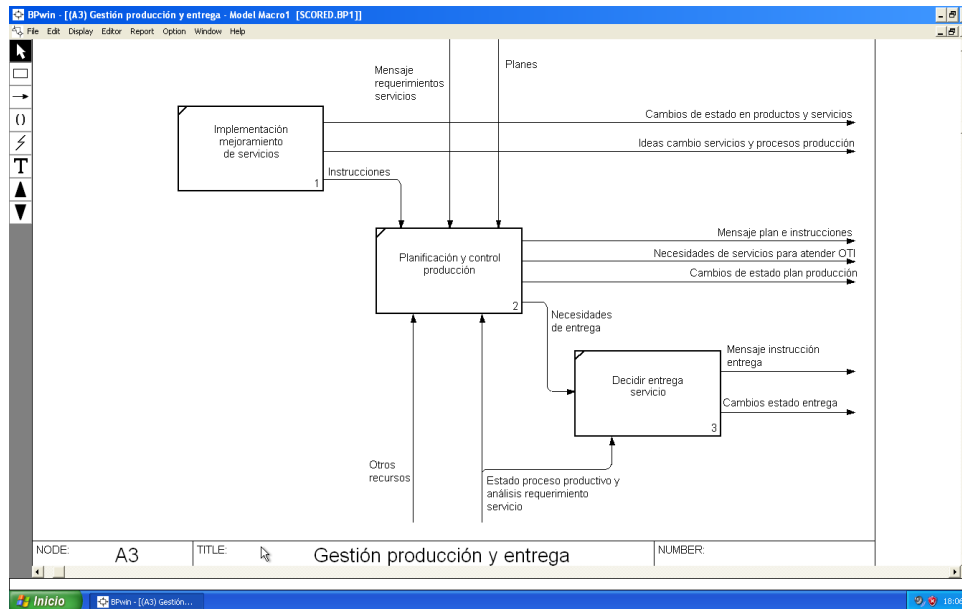 BPwin - [(A3) Gestión producción y entrega - Model Macro1 [SCORED.BP1]]
File Edit Display Editor Report Option Window Help
Mensaje
requerimientos
servicios
Planes
Implementación
mejoramiento
de servicios
1
Cambios de estado en productos y servicios
Ideas cambio servicios y procesos producción
Instrucciones
Planificación y control
producción
2
Mensaje plan e instrucciones
Necesidades de servicios para atender OTI
Cambios de estado plan producción
Necesidades
de entrega
Decidir entrega
servicio
3
Mensaje instrucción
entrega
Cambios estado entrega
Otros
recursos
Estado proceso productivo y
análisis requerimiento
servicio
NODE:
A3
TITLE:
Gestión producción y entrega
NUMBER:
( )
T
Inicio
BPwin - [(A3) Gestión...
18:06